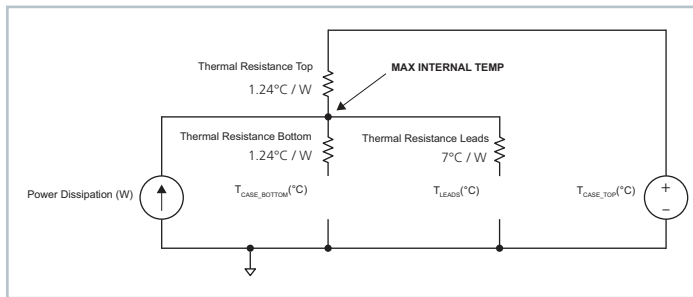 Thermal Resistance Top
1.24°C / W
MAX INTERNAL TEMP
Thermal Resistance Bottom
1.24°C / W
Thermal Resistance Leads
7°C / W
Power Dissipation (W)
T_CASE_BOTTOM(°C)
T_LEADS(°C)
T_CASE_TOP(°C)
+
–